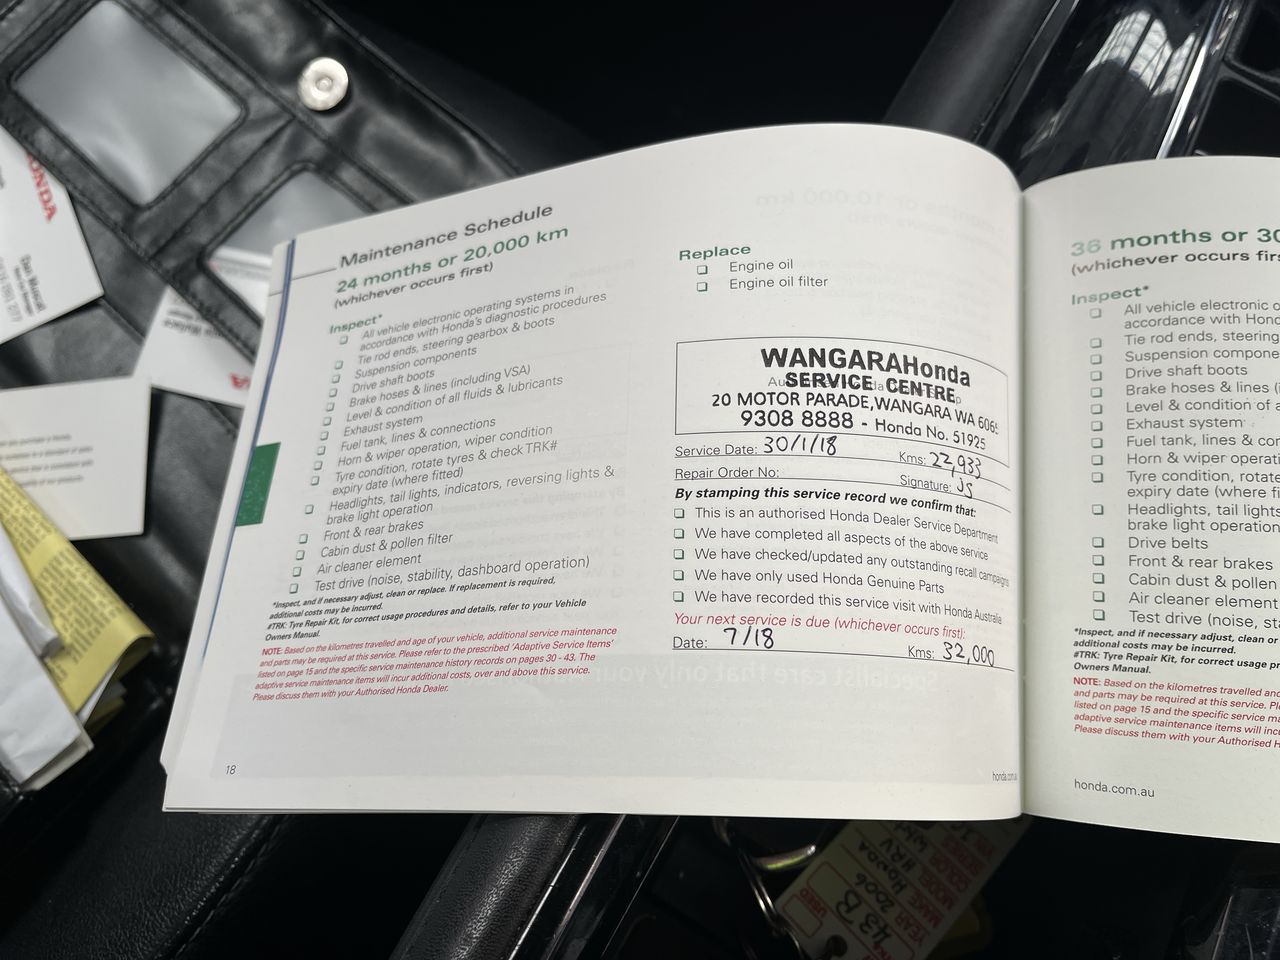 Maintenance Schedule
24 months or 20,000 km
(whichever occurs first)
Inspect*
All vehicle electronic operating systems in
accordance with Honda's diagnostic procedures
Tie rod ends, steering gearbox & boots
Suspension components
Drive shaft boots
Brake hoses & lines (including VSA)
Level & condition of all fluids & lubricants
Exhaust system
Fuel tank, lines & connections
Horn & wiper operation, wiper condition
Tyre condition, rotate tyres & check TRK#
expiry date (where fitted)
Headlights, tail lights, indicators, reversing lights &
brake light operation
Front & rear brakes
Cabin dust & pollen filter
Air cleaner element
Test drive (noise, stability, dashboard operation)
*Inspect, and if necessary adjust, clean or replace. If replacement is required,
additional costs may be incurred.
#TRK: Tyre Repair Kit, for correct usage procedures and details, refer to your Vehicle
Owners Manual.
NOTE: Based on the kilometres travelled and age of your vehicle, additional service maintenance
and parts may be required at this service. Please refer to the prescribed 'Adaptive Service Items'
listed on page 15 and the specific service maintenance history records on pages 30 - 43. The
adaptive service maintenance items will incur additional costs, over and above this service.
Please discuss them with your Authorised Honda Dealer.
18
Replace
Engine oil
Engine oil filter
WANGARAHonda
SERVICE CENTRE
20 MOTOR PARADE, WANGARA WA 6065
9308 8888 - Honda No. 51925
Service Date: 30/1/18 Kms: 22,933
Repair Order No: Signature: JS
By stamping this service record we confirm that:
This is an authorised Honda Dealer Service Department
We have completed all aspects of the above service
We have checked/updated any outstanding recall campaigns
We have only used Honda Genuine Parts
We have recorded this service visit with Honda Australia
Your next service is due (whichever occurs first):
Date: 7/18 Kms: 32,000
honda.com.au
36 months or 30
(whichever occurs firs
Inspect*
All vehicle electronic o
accordance with Hond
Tie rod ends, steering
Suspension compone
Drive shaft boots
Brake hoses & lines (i
Level & condition of a
Exhaust system
Fuel tank, lines & con
Horn & wiper operati
Tyre condition, rotate
expiry date (where fi
Headlights, tail lights
brake light operation
Drive belts
Front & rear brakes
Cabin dust & pollen
Air cleaner element
Test drive (noise, sta
*Inspect, and if necessary adjust, clean or
additional costs may be incurred.
#TRK: Tyre Repair Kit, for correct usage pr
Owners Manual.
NOTE: Based on the kilometres travelled and
and parts may be required at this service. Ple
listed on page 15 and the specific service ma
adaptive service maintenance items will incu
Please discuss them with your Authorised H
honda.com.au
ONDA
USED
43 B
YEAR 2006
MAKE HONDA
MODEL HRV
COLOUR